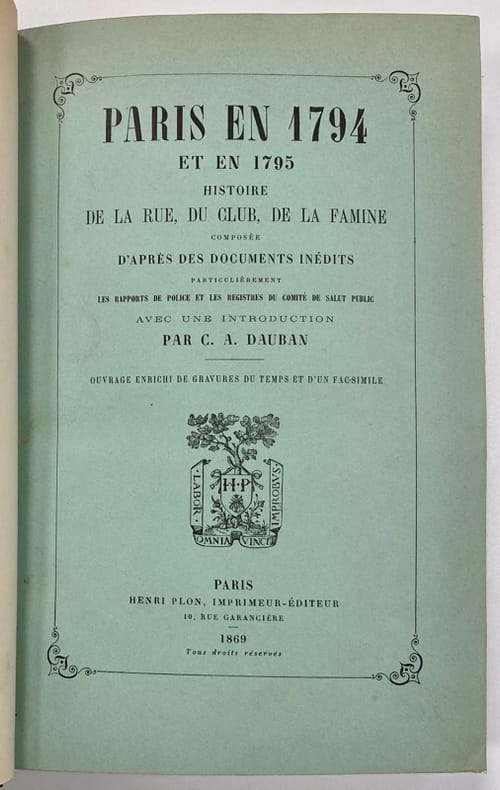 PARIS EN 1794
ET EN 1795
HISTOIRE
DE LA RUE, DU CLUB, DE LA FAMINE
COMPOSÉE
D'APRÈS DES DOCUMENTS INÉDITS
PARTICULIÈREMENT
LES RAPPORTS DE POLICE ET LES REGISTRES DU COMITÉ DE SALUT PUBLIC
AVEC UNE INTRODUCTION
PAR C. A. DAUBAN
OUVRAGE ENRICHI DE GRAVURES DU TEMPS ET D'UN FAC-SIMILE
H P
LABOR
OMNIA VINCIT
IMPROBVS
PARIS
HENRI PLON, IMPRIMEUR-ÉDITEUR
10, RUE GARANCIÈRE
1869
Tous droits réservés